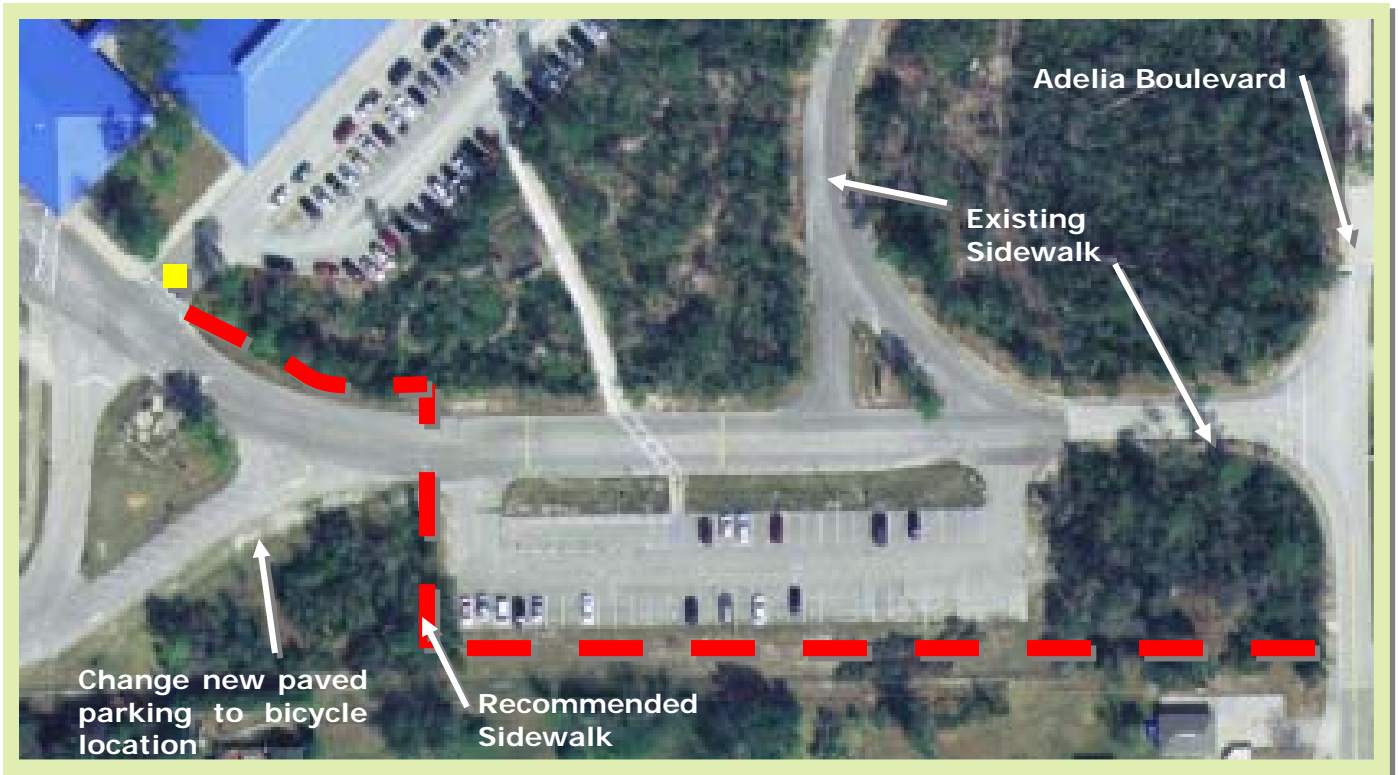 Adelia Boulevard
Existing
Sidewalk
Change new paved
parking to bicycle
location
Recommended
Sidewalk